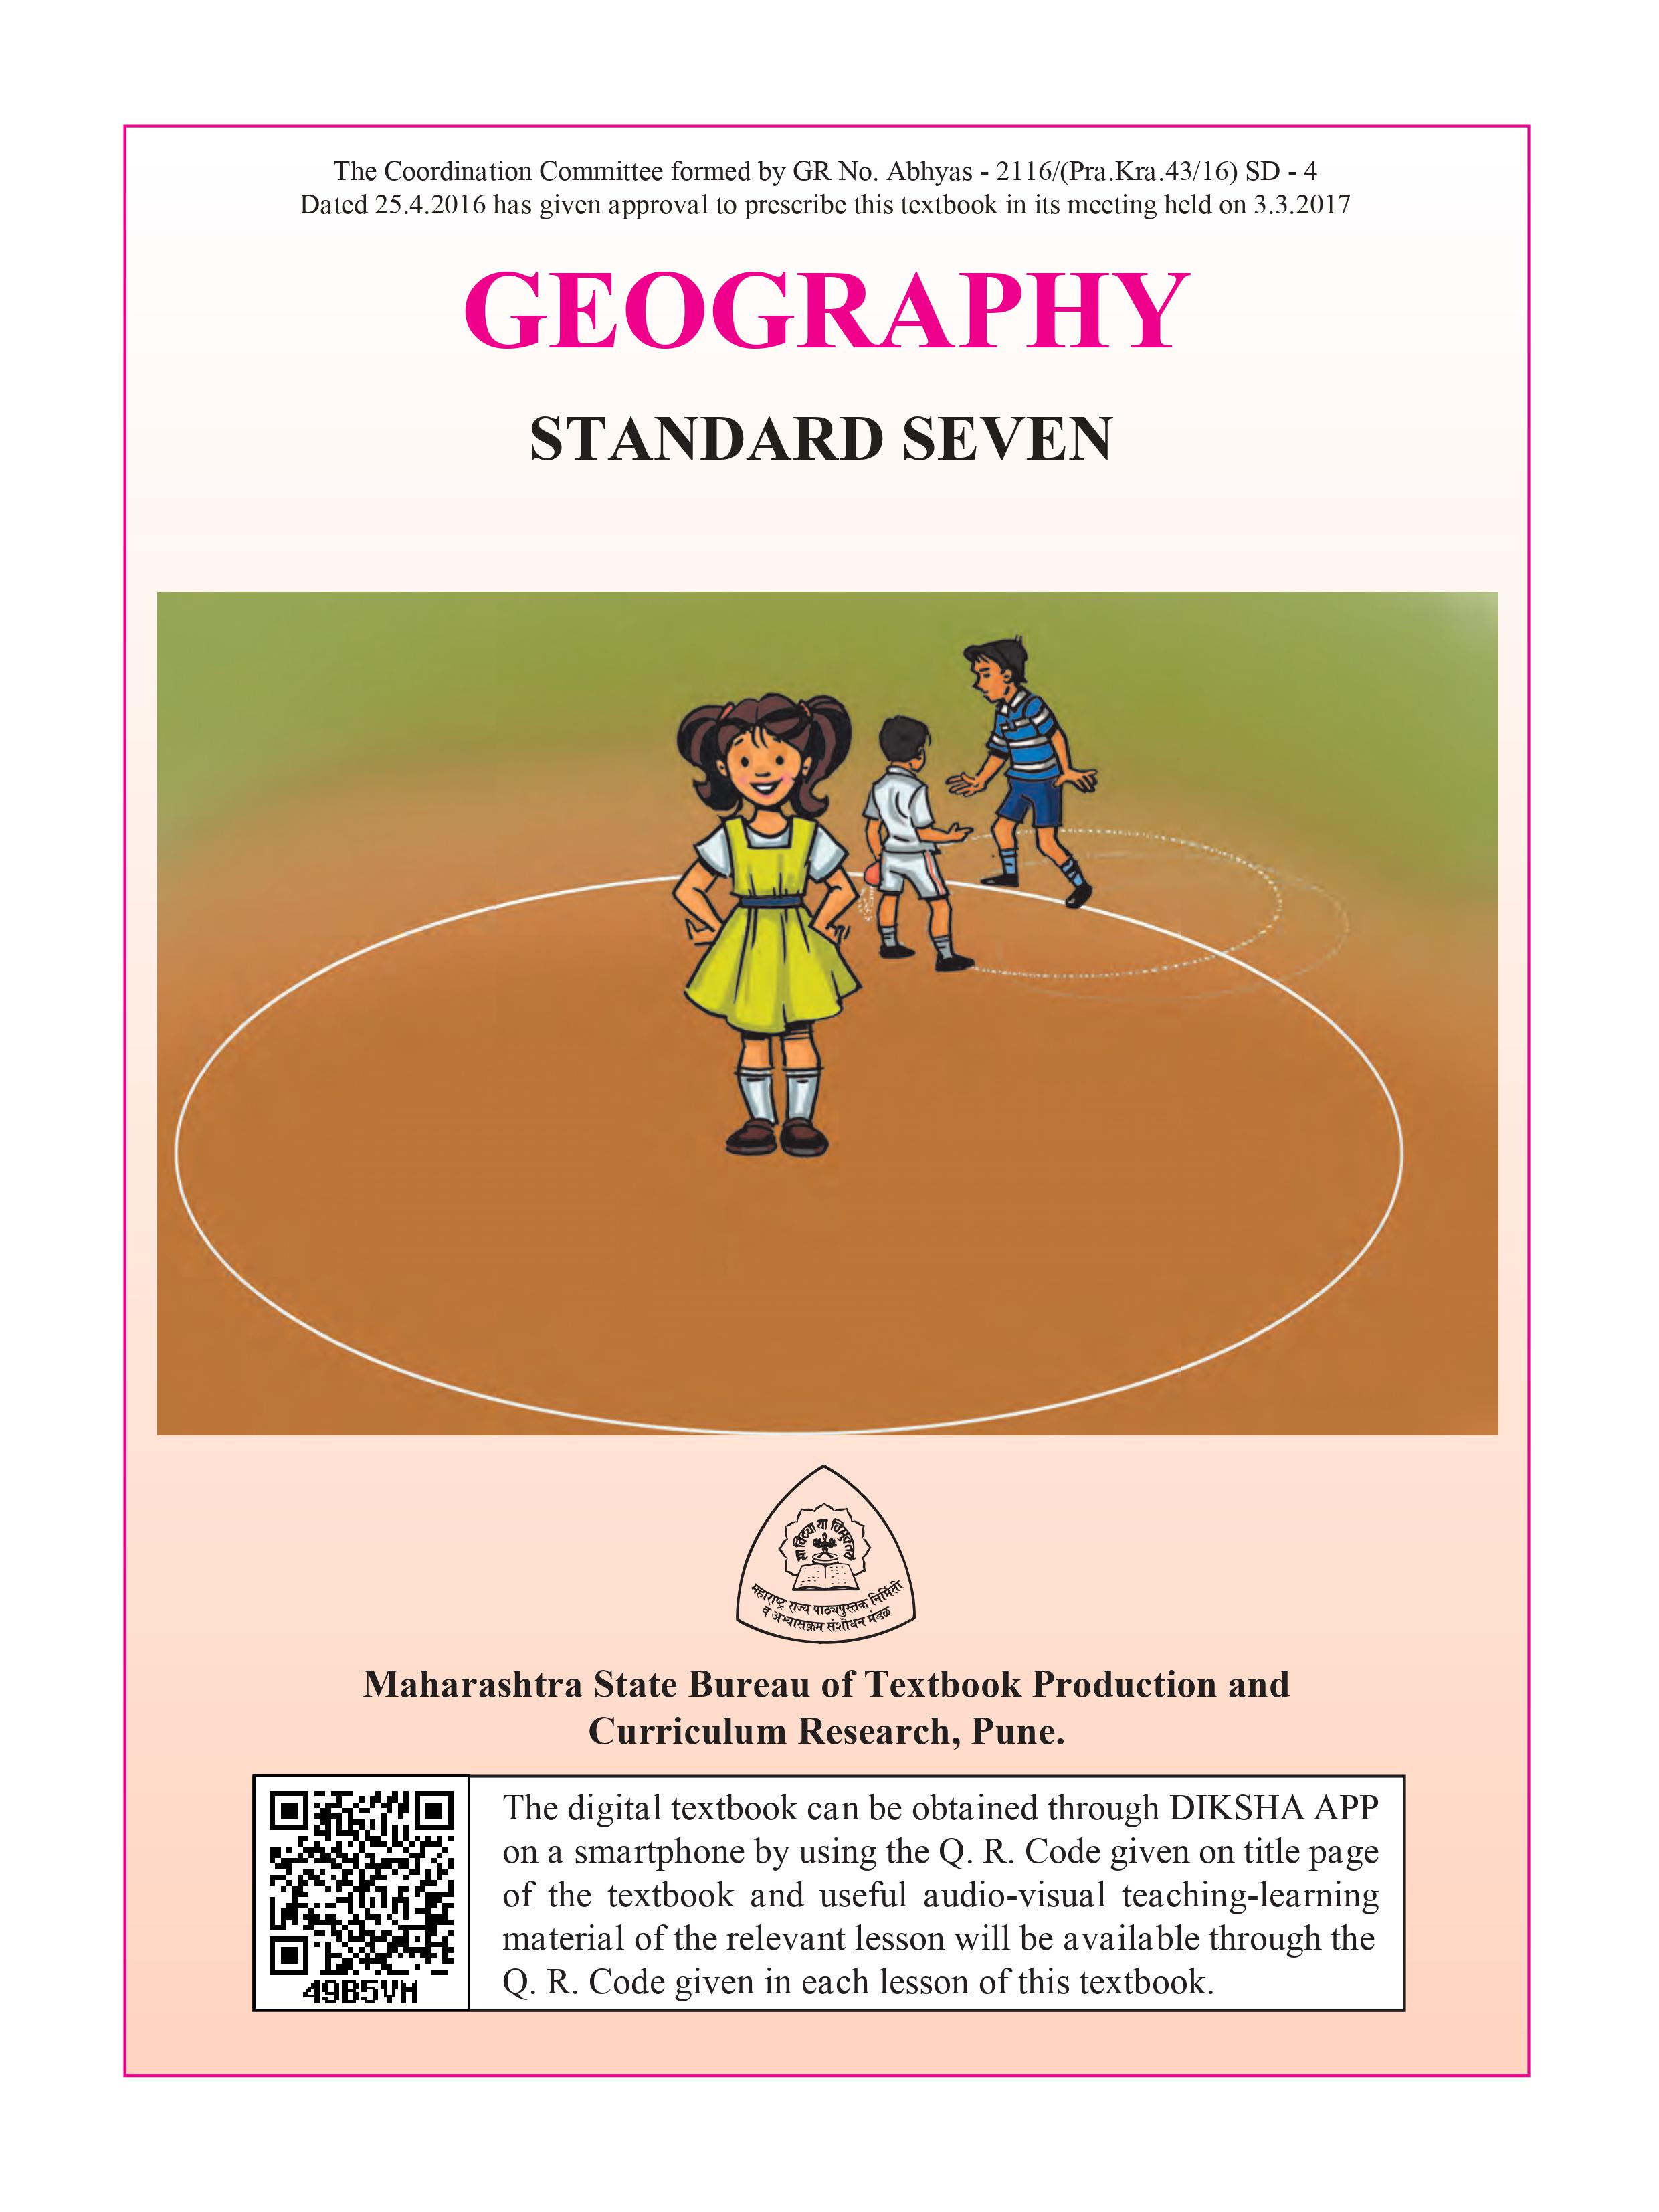 The Coordination Committee formed by GR No. Abhyas - 2116/(Pra.Kra.43/16) SD - 4
Dated 25.4.2016 has given approval to prescribe this textbook in its meeting held on 3.3.2017
GEOGRAPHY
STANDARD SEVEN
सा विद्या या विमुक्तये
महाराष्ट्र राज्य पाठ्यपुस्तक निर्मिती
व अभ्यासक्रम संशोधन मंडळ
Maharashtra State Bureau of Textbook Production and
Curriculum Research, Pune.
The digital textbook can be obtained through DIKSHA APP
on a smartphone by using the Q. R. Code given on title page
of the textbook and useful audio-visual teaching-learning
material of the relevant lesson will be available through the
Q. R. Code given in each lesson of this textbook.
49B5VM